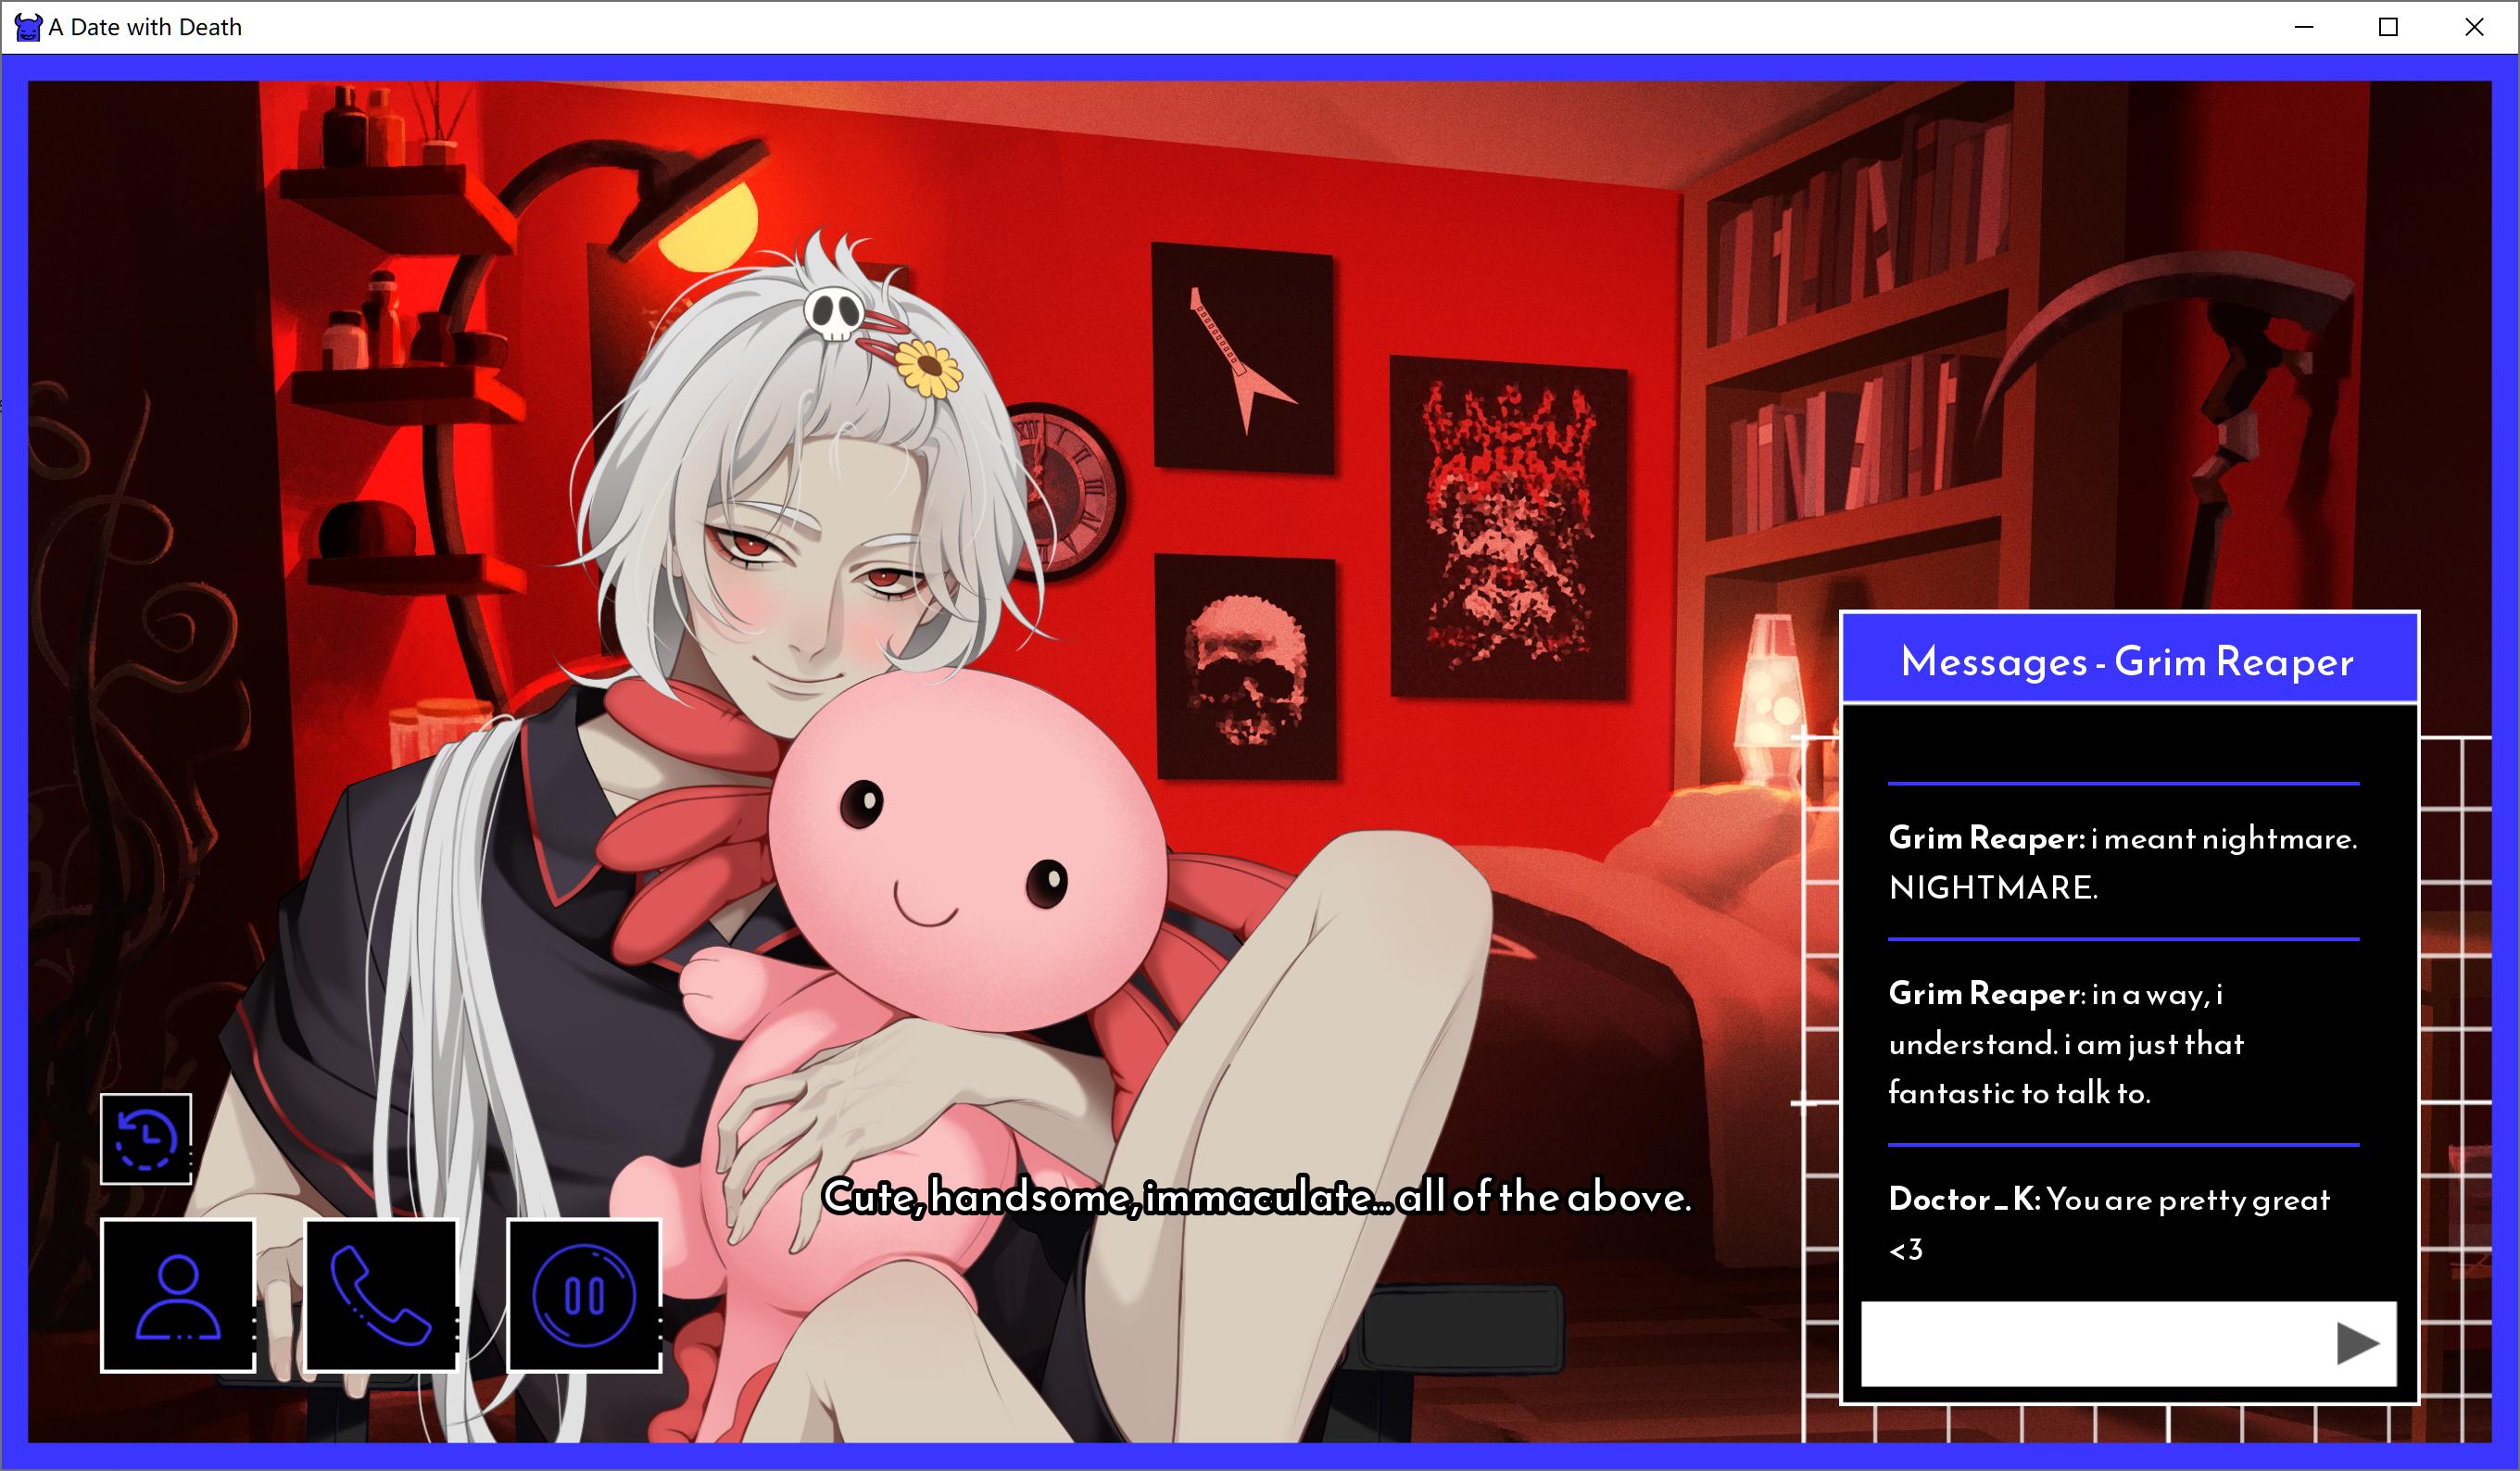 A Date with Death
Messages - Grim Reaper
Grim Reaper: i meant nightmare.
NIGHTMARE.
Grim Reaper: in a way, i
understand. i am just that
fantastic to talk to.
Doctor_K: You are pretty great
<3
Cute, handsome, immaculate... all of the above.